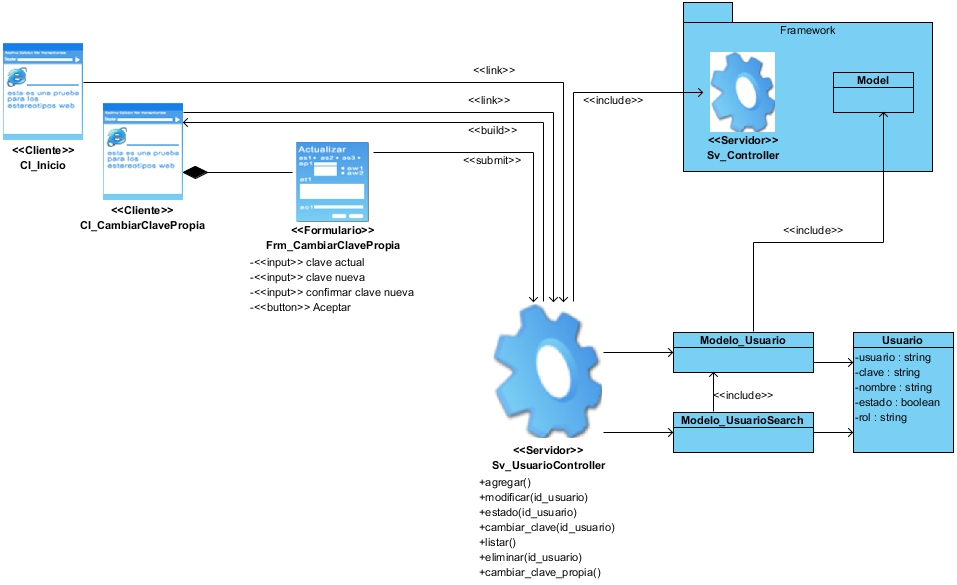 Framework
<<link>>
<<link>>
<<include>>
Model
<<build>>
<<Servidor>>
Sv_Controller
<<Cliente>>
Cl_Inicio
esta es una prueba
para los
estareotipos web
<<submit>>
Actualizar
<<Cliente>>
Cl_CambiarClavePropia
esta es una prueba
para los
estareotipos web
<<Formulario>>
Frm_CambiarClavePropia
-<<input>> clave actual
-<<input>> clave nueva
-<<input>> confirmar clave nueva
-<<button>> Aceptar
<<include>>
Modelo_Usuario
Usuario
-usuario : string
-clave : string
-nombre : string
-estado : boolean
-rol : string
<<include>>
Modelo_UsuarioSearch
<<Servidor>>
Sv_UsuarioController
+agregar()
+modificar(id_usuario)
+estado(id_usuario)
+cambiar_clave(id_usuario)
+listar()
+eliminar(id_usuario)
+cambiar_clave_propia()